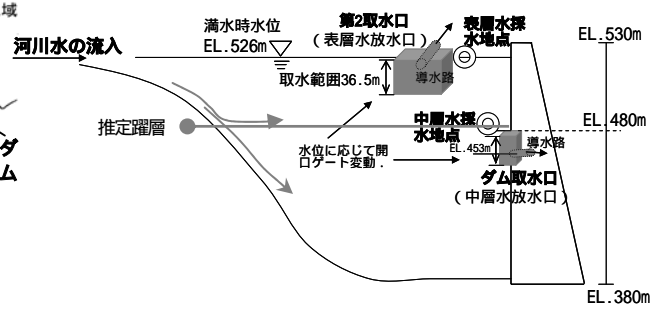 域
満水時水位
EL.526m
河川水の流入
第2取水口
（表層水放水口）
表層水採
水地点
導水路
取水範囲36.5m
EL.530m
推定躍層
中層水採
水地点
EL.480m
水位に応じて開
口ゲート変動．
EL.453m
導水路
ダム取水口
（中層水放水口）
ダ
ム
EL.380m